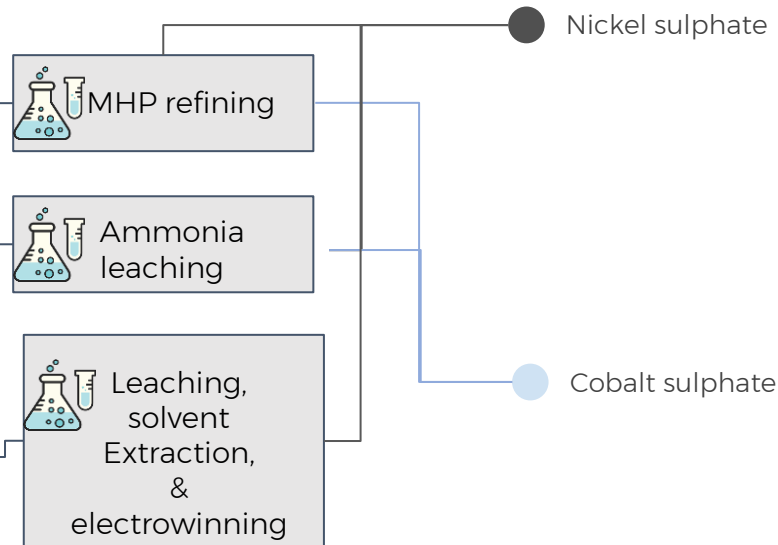 Nickel sulphate
MHP refining
Ammonia
leaching
Cobalt sulphate
Leaching,
solvent
Extraction,
&
electrowinning